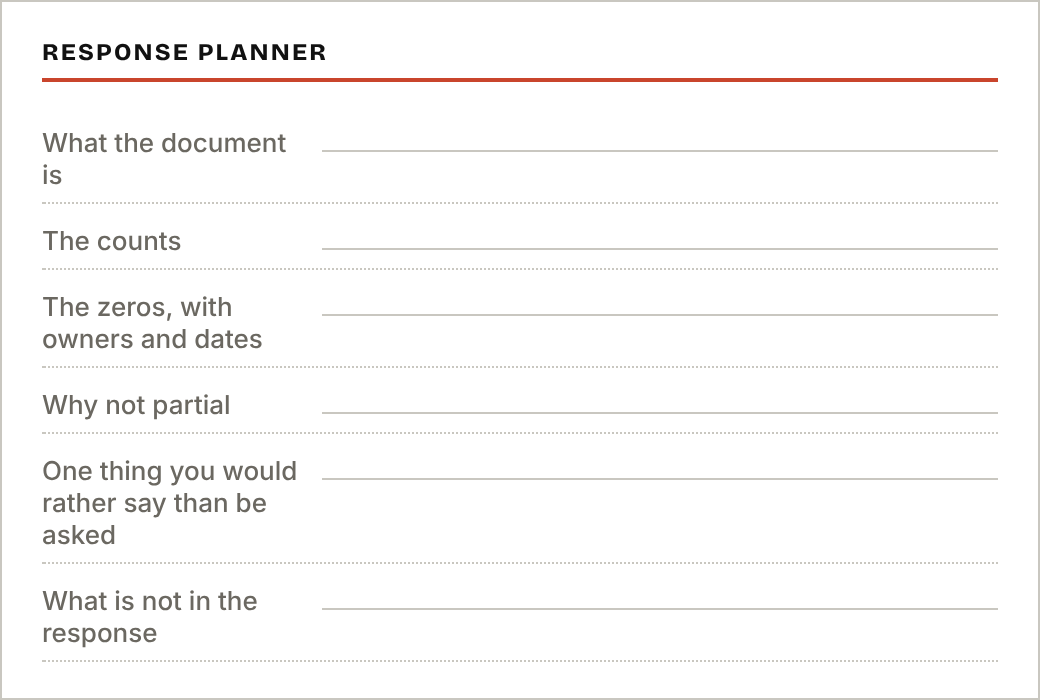 RESPONSE PLANNER
What the document
is
The counts
The zeros, with
owners and dates
Why not partial
One thing you would
rather say than be
asked
What is not in the
response